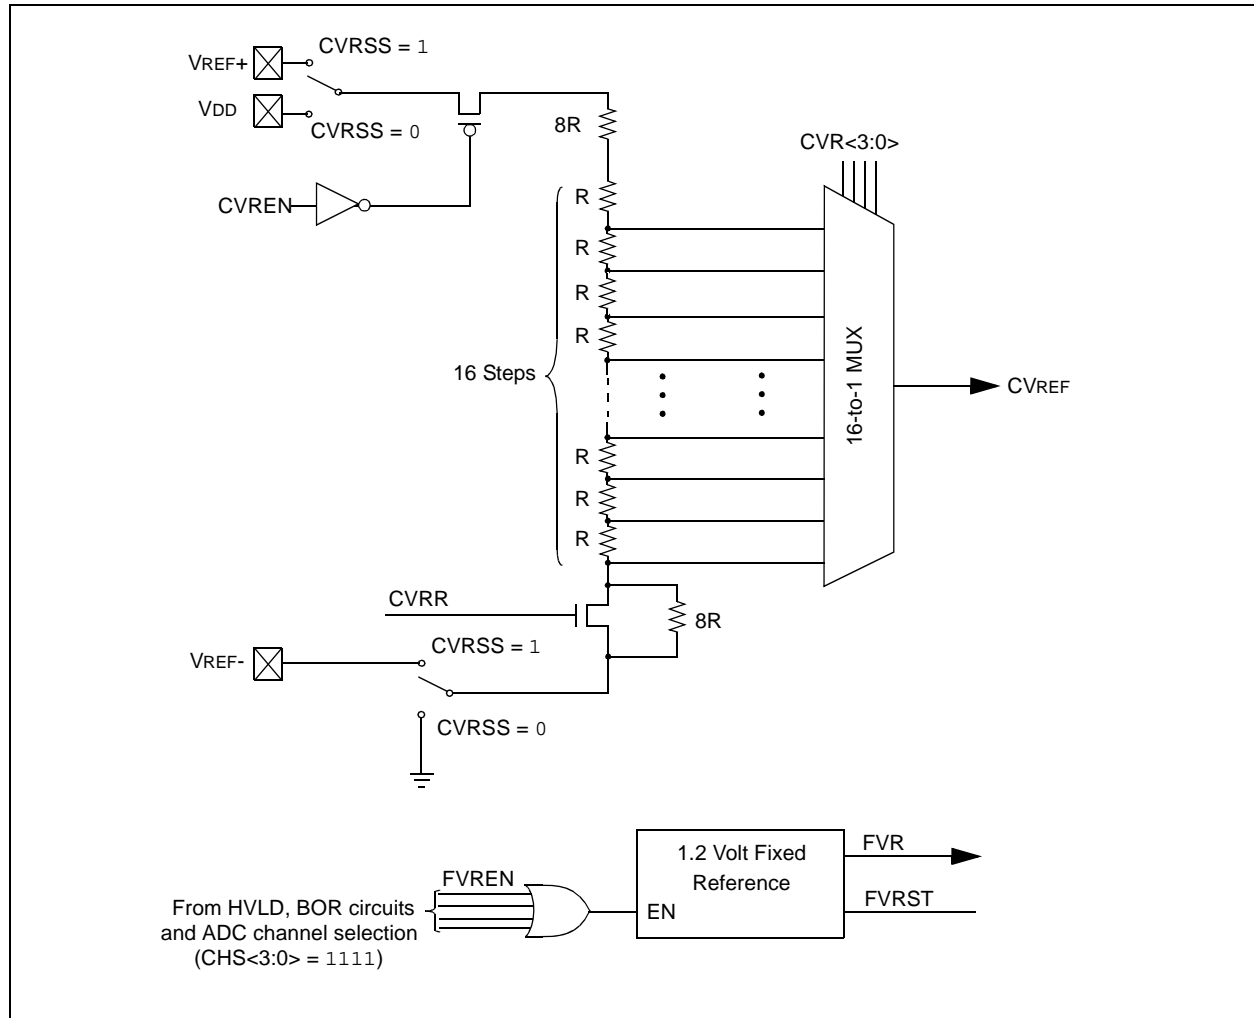 CVRSS = 1
VREF+
VDD
CVRSS = 0
8R
CVR<3:0>
CVREN
R
R
R
R
16 Steps
16-to-1 MUX
CVREF
R
R
R
CVRR
8R
CVRSS = 1
VREF-
CVRSS = 0
1.2 Volt Fixed
Reference
FVR
FVREN
EN
FVRST
From HVLD, BOR circuits
and ADC channel selection
(CHS<3:0> = 1111)